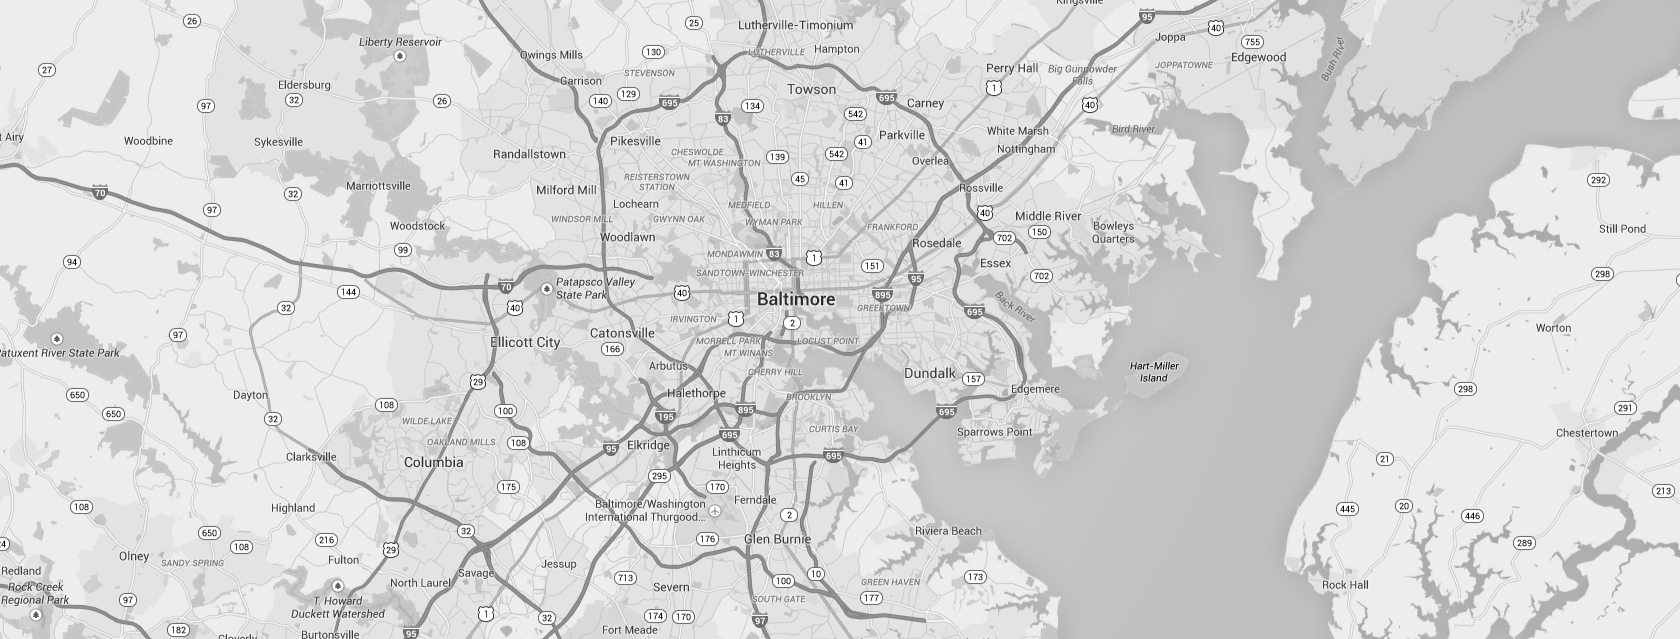 Kingsville
26
25
Lutherville-Timonium
95
40
Joppa
Liberty Reservoir
130
LUTHERVILLE
Hampton
755
Edgewood
Bush River
Owings Mills
27
STEVENSON
Perry Hall
Big Gunpowder
Falls
JOPPATOWNE
Eldersburg
32
Garrison
Towson
1
97
26
140
129
695
134
695
Carney
40
83
542
Airy
Woodbine
Sykesville
Pikesville
Parkville
White Marsh
Bird River
41
Nottingham
Randallstown
CHESWOLDE
MT WASHINGTON
139
542
Overlea
REISTERSTOWN
STATION
45
41
292
70
32
Marriottsville
Milford Mill
Rossville
97
Lochearn
MEDFIELD
HILLEN
40
Middle River
WINDSOR MILL
GWYNN OAK
WYMAN PARK
FRANKFORD
150
Bowleys
Quarters
Still Pond
Woodstock
Woodlawn
702
Rosedale
99
MONDAWMIN
83
1
94
151
Essex
SANDTOWN-WINCHESTER
95
702
298
70
Patapsco Valley
State Park
144
40
895
Baltimore
Back River
32
40
GREEKTOWN
695
IRVINGTON
1
2
Worton
97
Catonsville
Ellicott City
166
MORRELL PARK
MT WINANS
LOCUST POINT
Patuxent River State Park
Arbutus
CHERRY HILL
Dundalk
157
Hart-Miller
Island
29
Halethorpe
Edgemere
298
650
Dayton
BROOKLYN
650
108
100
195
895
695
291
32
WILDE LAKE
CURTIS BAY
Sparrows Point
Chestertown
OAKLAND MILLS
108
95
Elkridge
695
Linthicum
Heights
695
21
Clarksville
Columbia
295
175
170
213
Highland
Baltimore/Washington
International Thurgood...
Ferndale
108
445
20
446
2
650
216
Riviera Beach
Glen Burnie
176
289
108
29
32
Olney
SANDY SPRING
Fulton
Jessup
Redland
North Laurel
Savage
713
Severn
100
10
GREEN HAVEN
173
Rock Hall
Rock Creek
Regional Park
T. Howard
Duckett Watershed
97
SOUTH GATE
177
1
32
174
170
97
182
95
Burtonsville
Fort Meade
Cloverly